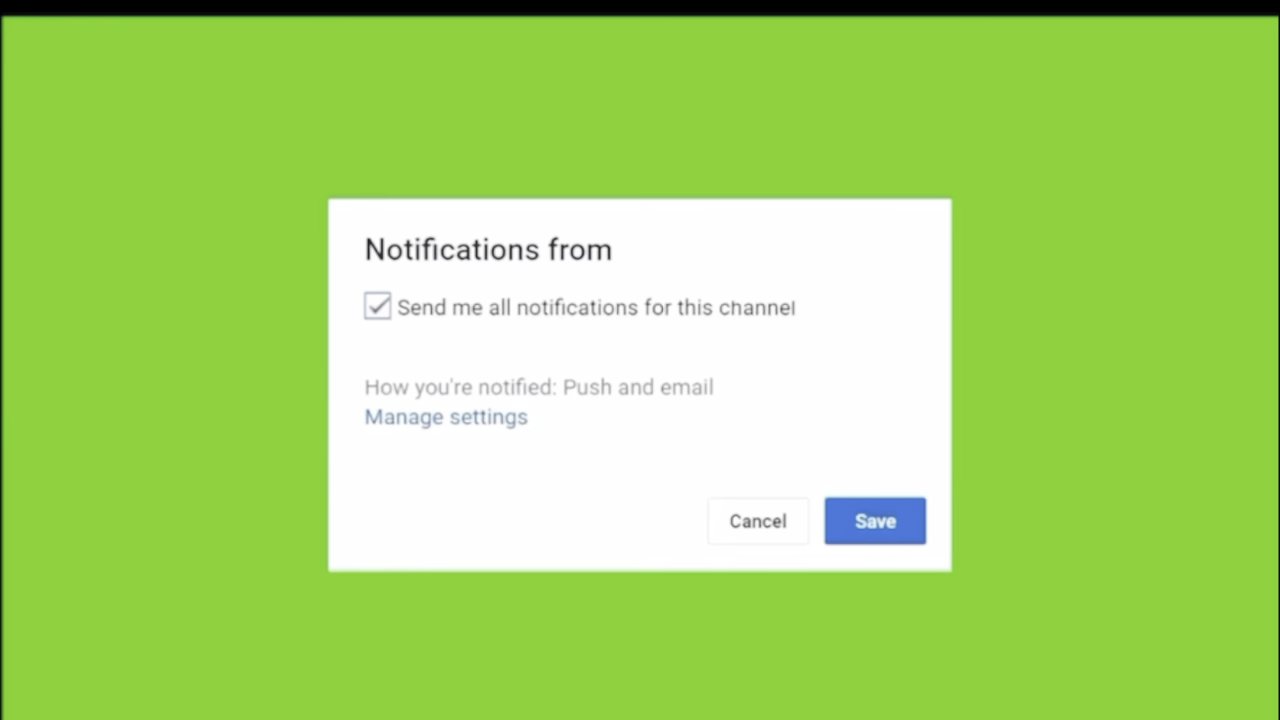 Notifications from
Send me all notifications for this channel
How you're notified: Push and email
Manage settings
Cancel
Save